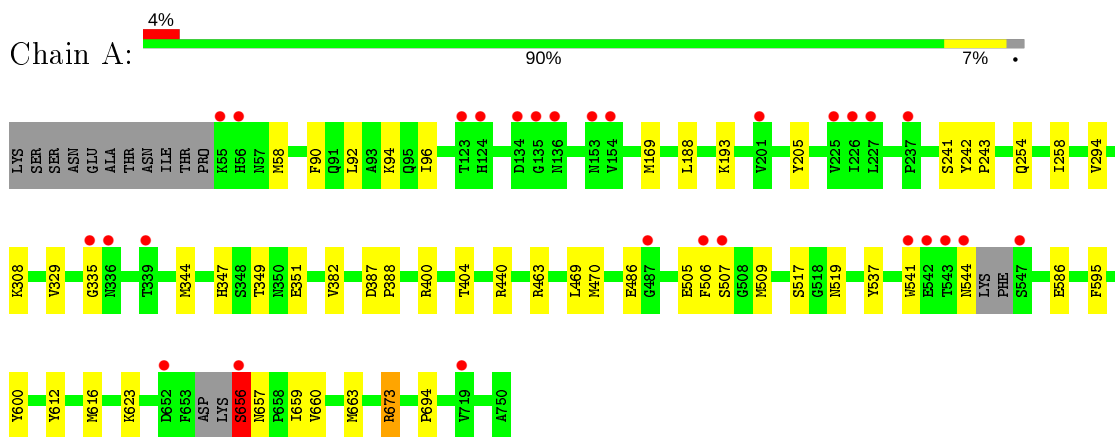 4%
Chain A:
90%
7%
LYS SER SER ASN GLU ALA THR ASN ILE THR THR PRO K55 H56 N57 M58 F90 Q91 L92 A93 K94 Q95 I96 T123 H124 D134 G135 N136 N153 V154 M169 L188 K193 V201 Y205 V225 I226 L227 P237 S241 Y242 P243 Q254 I258 V294
K308 V329 G335 N336 T339 M344 H347 S348 T349 N350 E351 V382 D387 P388 R400 T404 R440 R463 L469 M470 E486 G487 E505 F506 S507 G508 M509 S517 G518 N519 Y537 W541 E542 T543 N544 LYS PHE S547 E586 F595
Y600 Y612 M616 K623 D652 F653 ASP LYS S656 N657 P658 I659 V660 M663 R673 P694 V719 A750